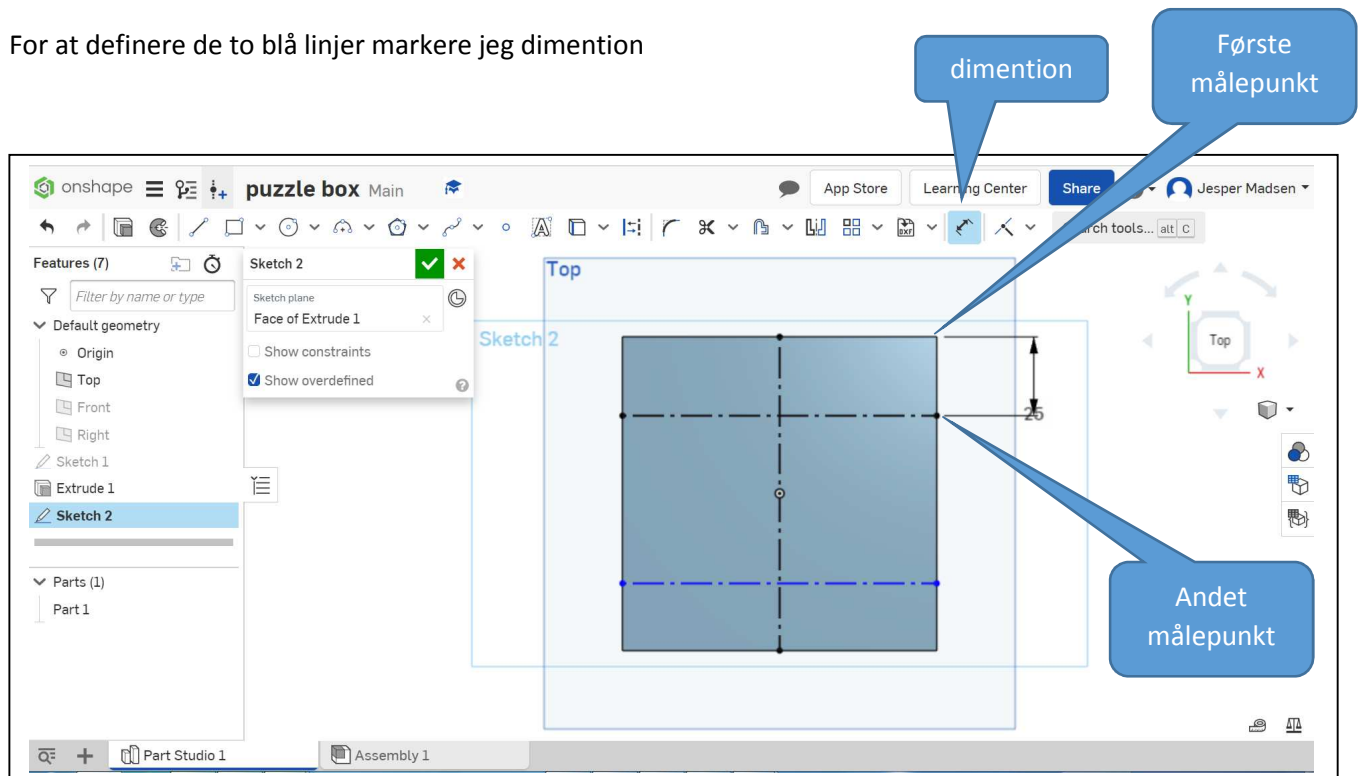 For at definere de to blå linjer markere jeg dimention
dimention
Første
målepunkt
onshape
puzzle box Main
App Store
Learning Center
Share
Jesper Madsen
DXF
rch tools... alt C
Features (7)
Filter by name or type
Default geometry
Origin
Top
Front
Right
Sketch 1
Extrude 1
Sketch 2
Parts (1)
Part 1
Sketch 2
Sketch plane
Face of Extrude 1
Show constraints
Show overdefined
Top
Sketch 2
25
Y
Top
X
Andet
målepunkt
Part Studio 1
Assembly 1